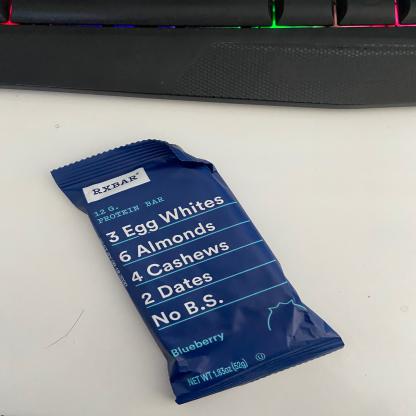 RXBAR®
12 G.
PROTEIN BAR
3 Egg Whites
6 Almonds
4 Cashews
2 Dates
No B.S.
Blueberry
NET WT 1.83oz (52g)